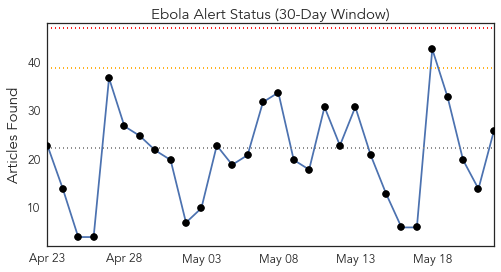 Ebola Alert Status (30-Day Window)
Articles Found
40
30
20
10
Apr 23 Apr 28 May 03 May 08 May 13 May 18